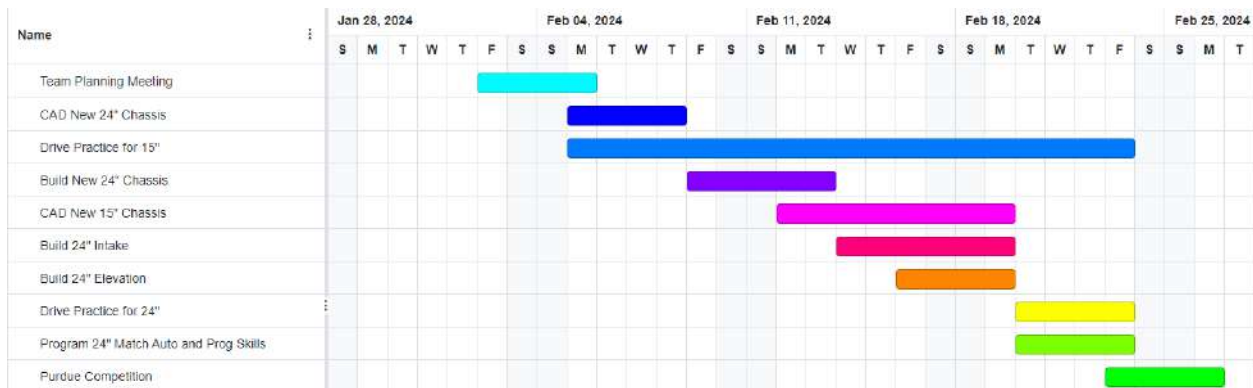 Name
Jan 28, 2024 Feb 04, 2024 Feb 11, 2024 Feb 18, 2024 Feb 25, 2024
S M T W T F S S M T W T F S S M T W T F S S M T W T F S S M T
Team Planning Meeting
CAD New 24" Chassis
Drive Practice for 15"
Build New 24" Chassis
CAD New 15" Chassis
Build 24" Intake
Build 24" Elevation
Drive Practice for 24"
Program 24" Match Auto and Prog Skills
Purdue Competition